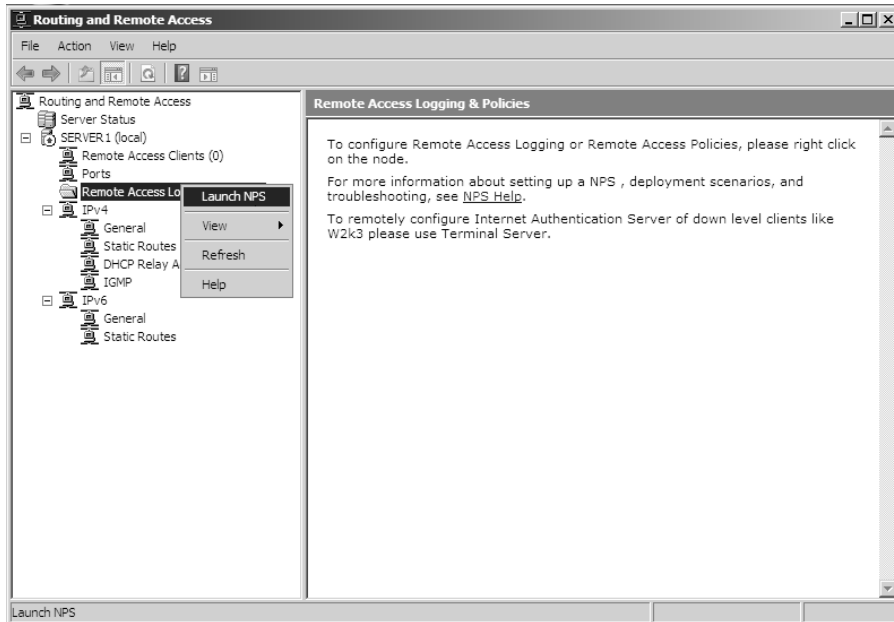 Routing and Remote Access
File Action View Help
Routing and Remote Access
Server Status
SERVER1 (local)
Remote Access Clients (0)
Ports
Remote Access Lo
IPv4
General
Static Routes
DHCP Relay A
IGMP
IPv6
General
Static Routes
Launch NPS
View
Refresh
Help
Remote Access Logging & Policies
To configure Remote Access Logging or Remote Access Policies, please right click
on the node.
For more information about setting up a NPS , deployment scenarios, and
troubleshooting, see NPS Help.
To remotely configure Internet Authentication Server of down level clients like
W2k3 please use Terminal Server.
Launch NPS